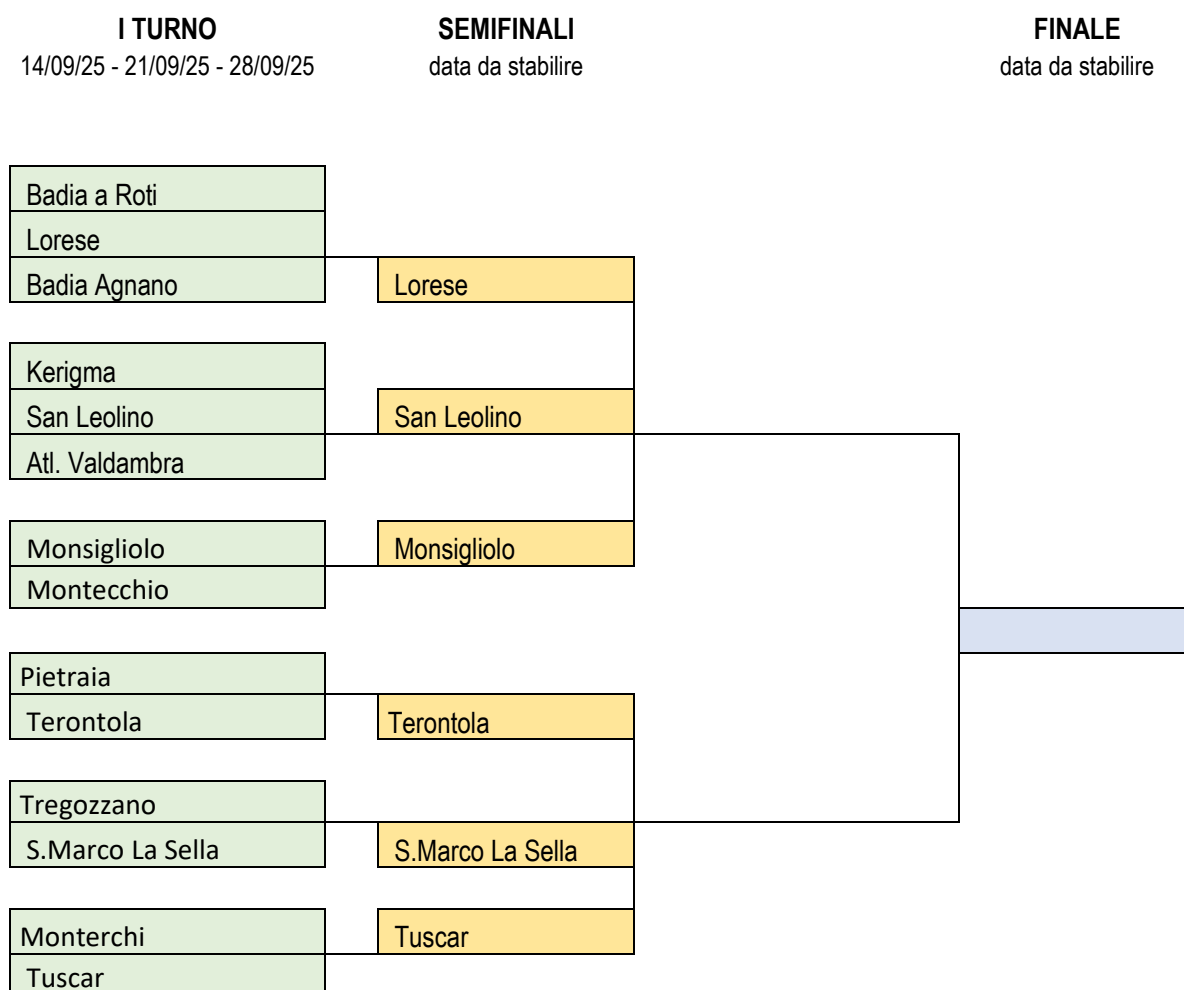 I TURNO
SEMIFINALI
FINALE
14/09/25 - 21/09/25 - 28/09/25
data da stabilire
data da stabilire
Badia a Roti
Lorese
Badia Agnano
Lorese
Kerigma
San Leolino
San Leolino
Atl. Valdambra
Monsigliolo
Monsigliolo
Montecchio
Pietraia
Terontola
Terontola
Tregozzano
S.Marco La Sella
S.Marco La Sella
Monterchi
Tuscar
Tuscar